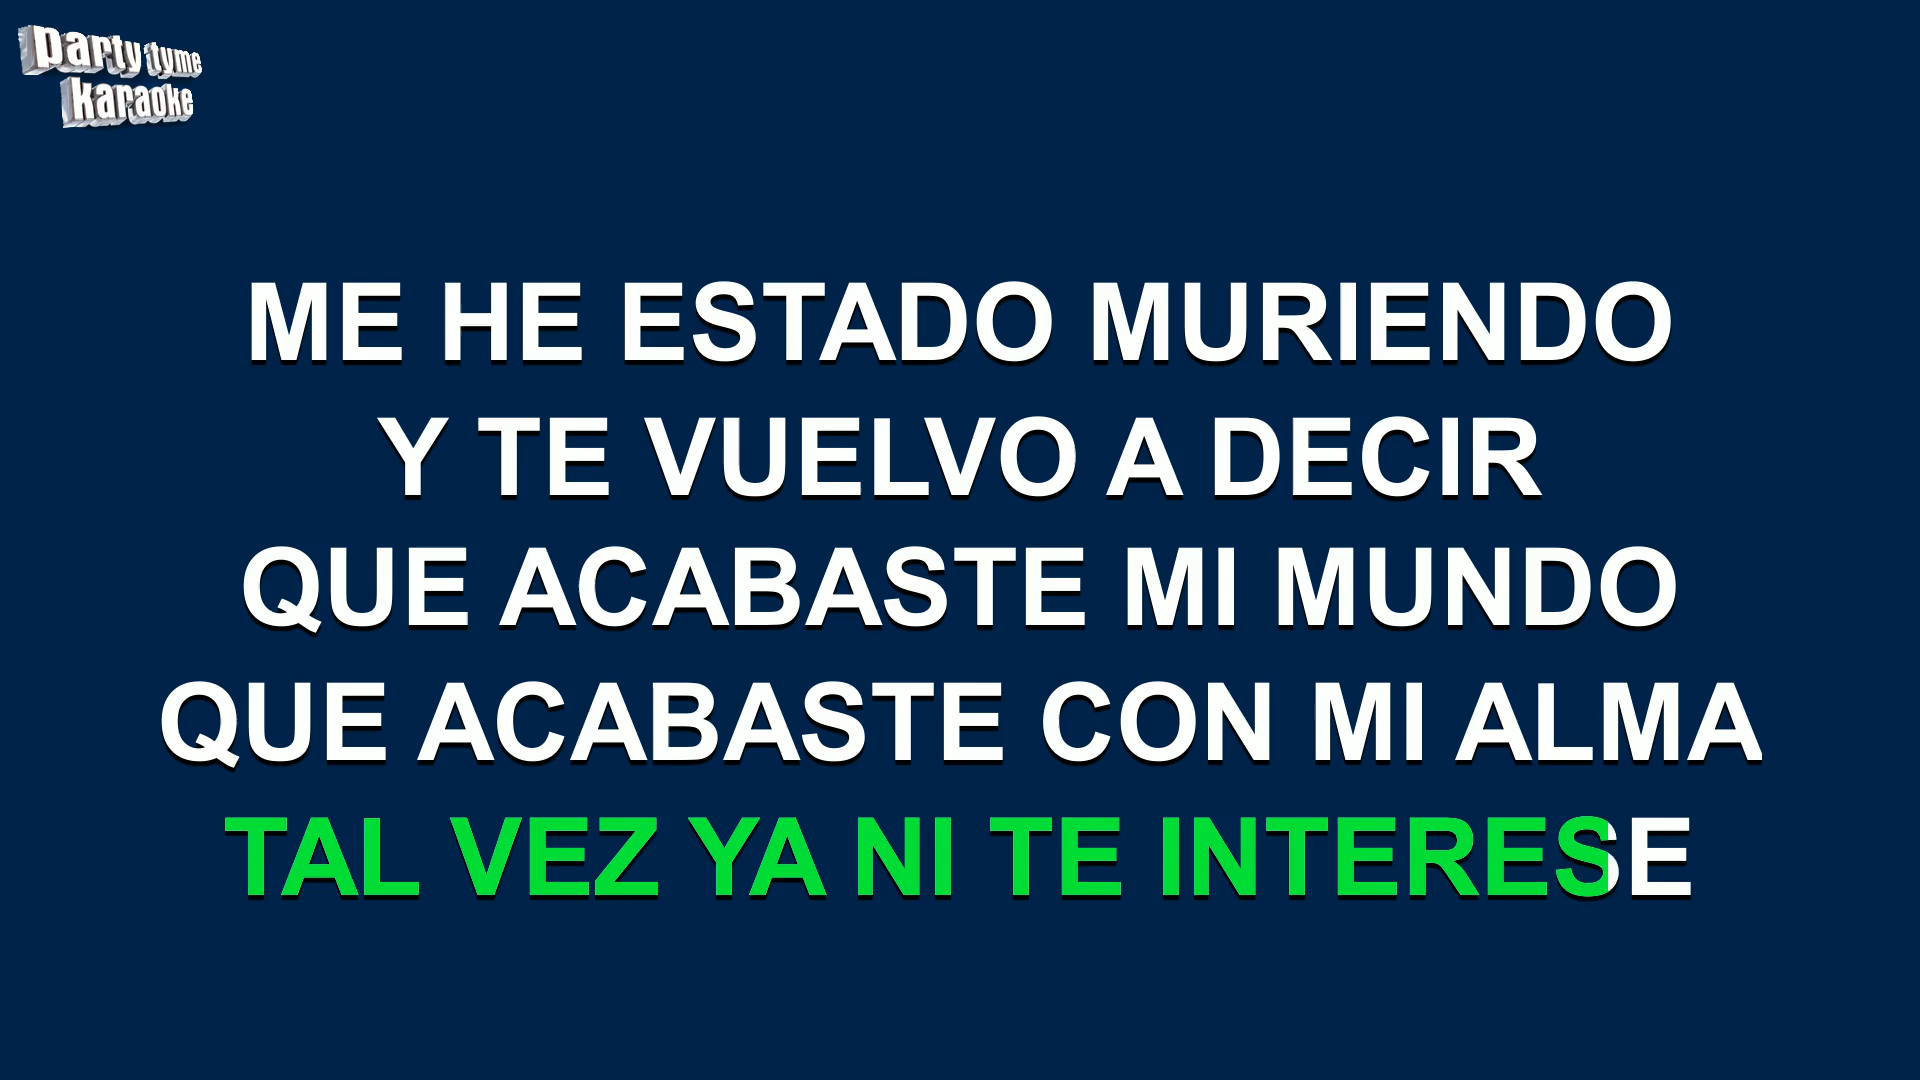 party tyme
karaoke
ME HE ESTADO MURIENDO
Y TE VUELVO A DECIR
QUE ACABASTE MI MUNDO
QUE ACABASTE CON MI ALMA
TAL VEZ YA NI TE INTERESE